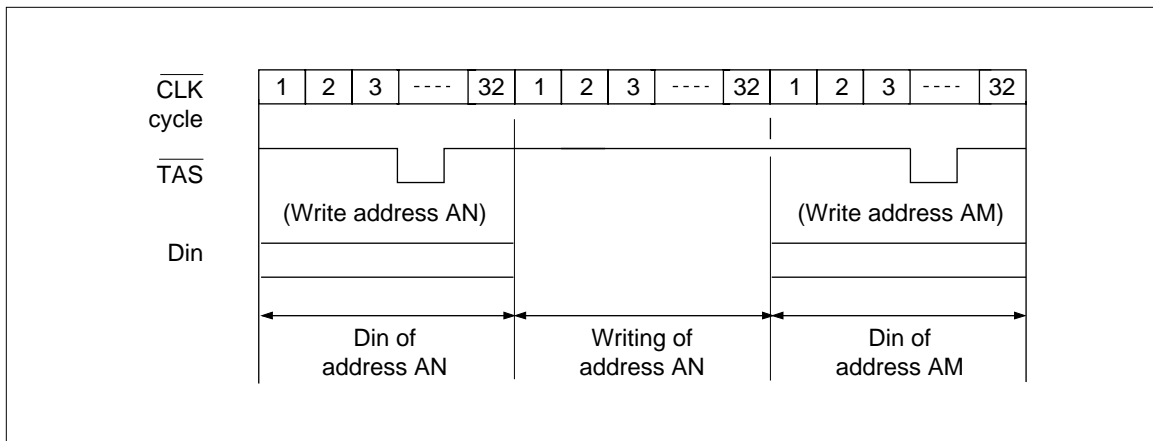 CLK 1 2 3 ---- 32 1 2 3 ---- 32 1 2 3 ---- 32
cycle
TAS
(Write address AN) (Write address AM)
Din
Din of Writing of Din of
address AN address AN address AM